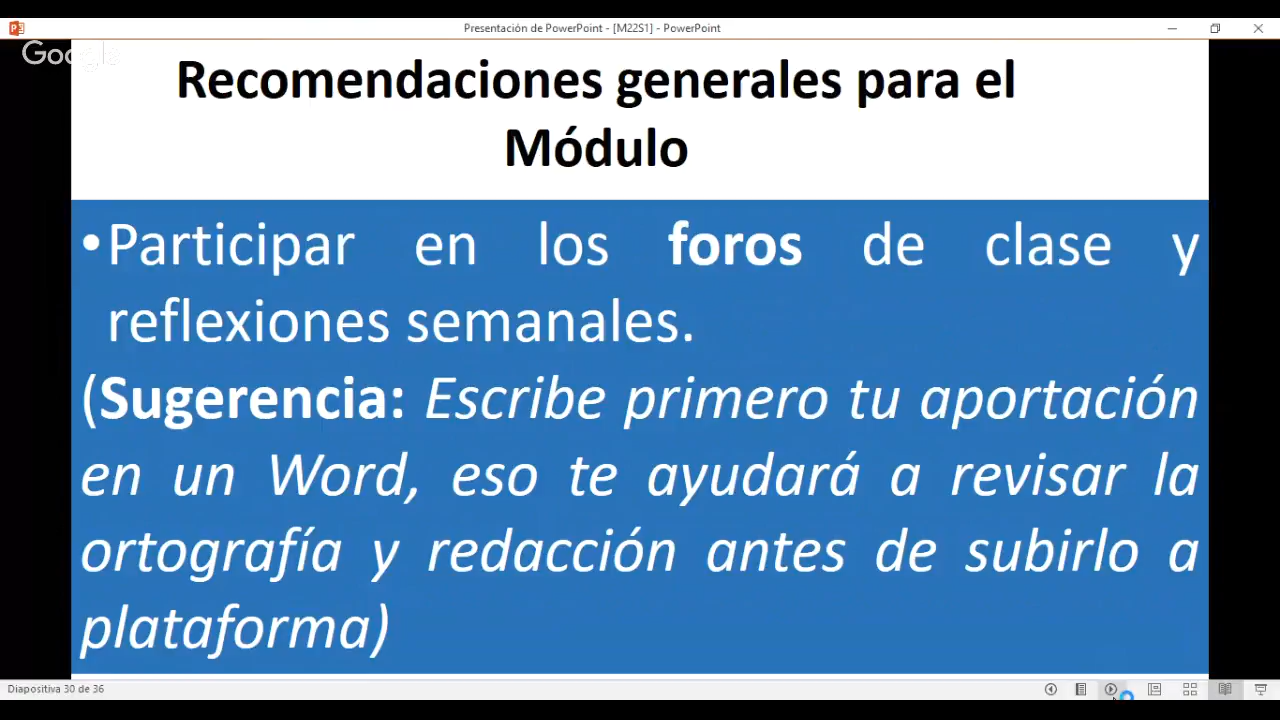 Presentación de PowerPoint - [M22S1] - PowerPoint
Google
Recomendaciones generales para el
Módulo
•Participar en los foros de clase y
reflexiones semanales.
(Sugerencia: Escribe primero tu aportación
en un Word, eso te ayudará a revisar la
ortografía y redacción antes de subirlo a
plataforma)
Diapositiva 30 de 36